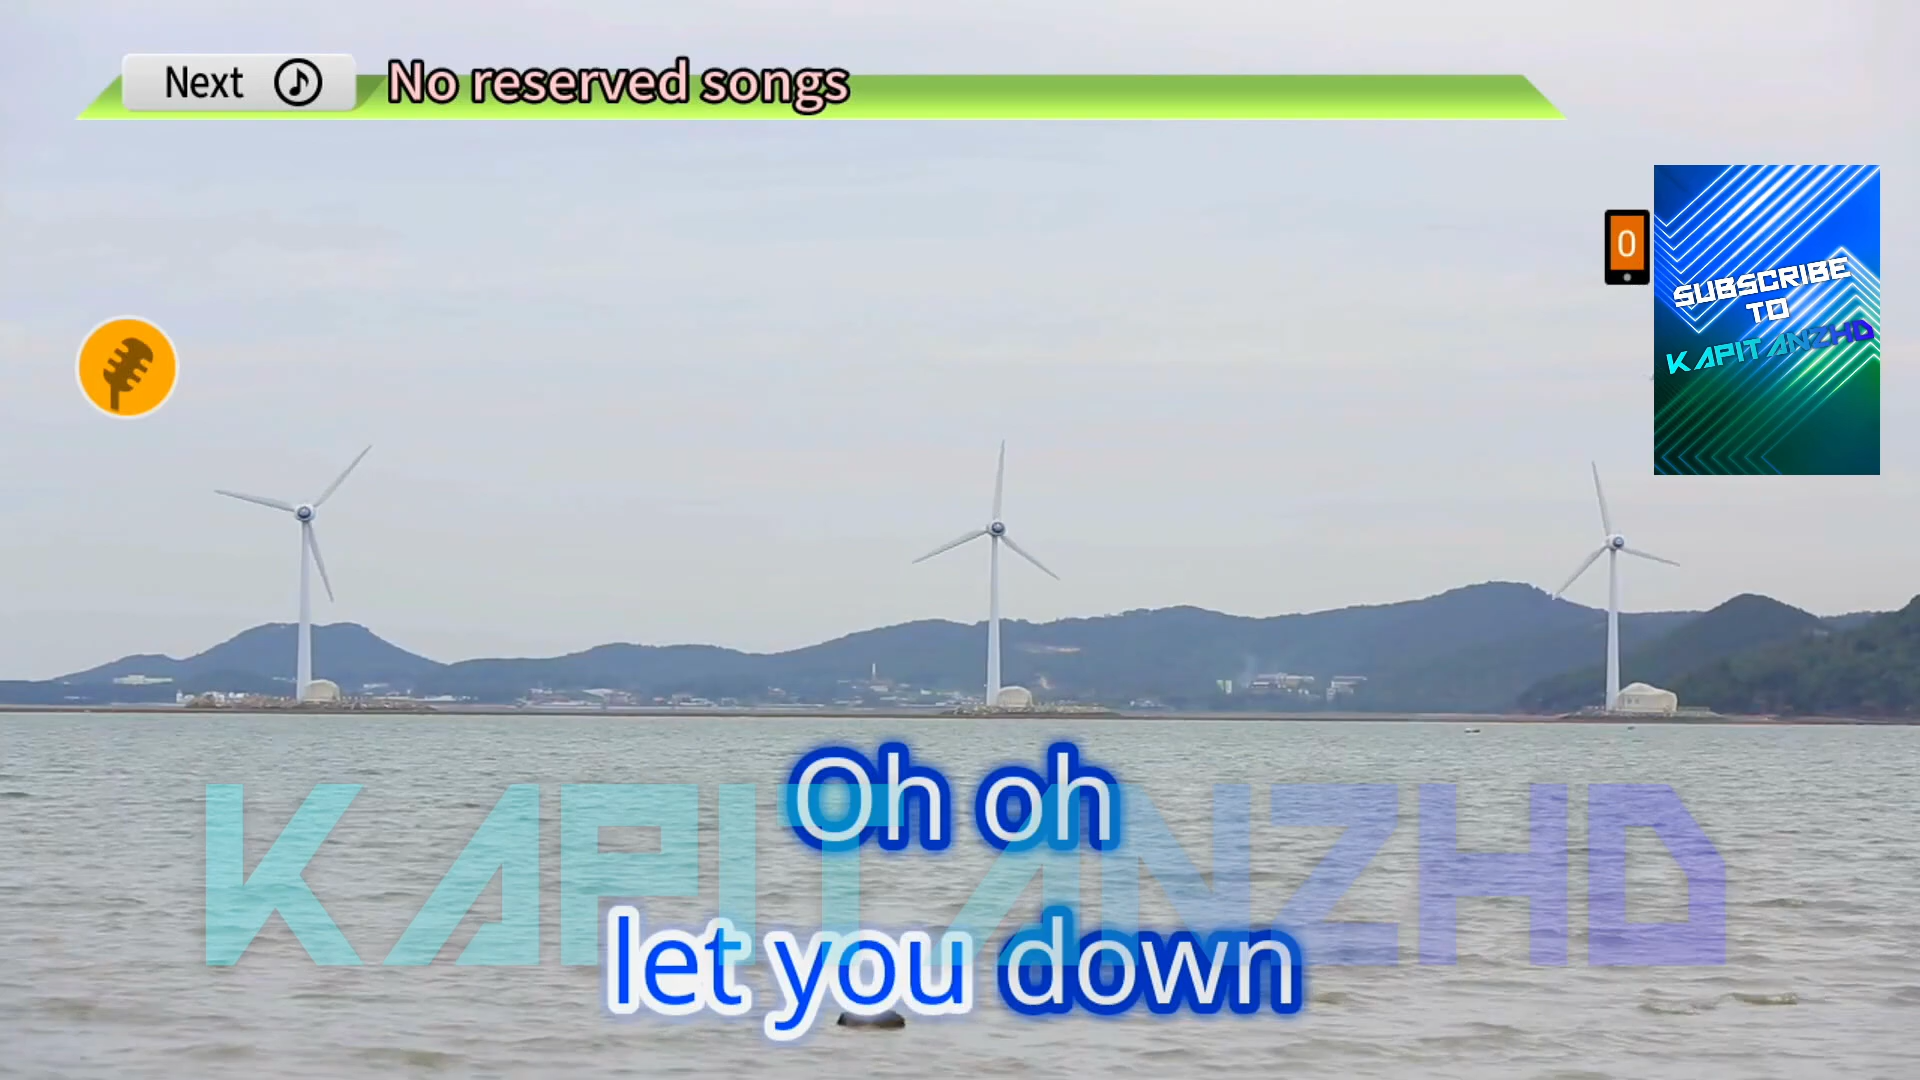 Next
No reserved songs
0
SUBSCRIBE
TO
KAPITANZHD
Oh oh
KAPITANZHD
let you down